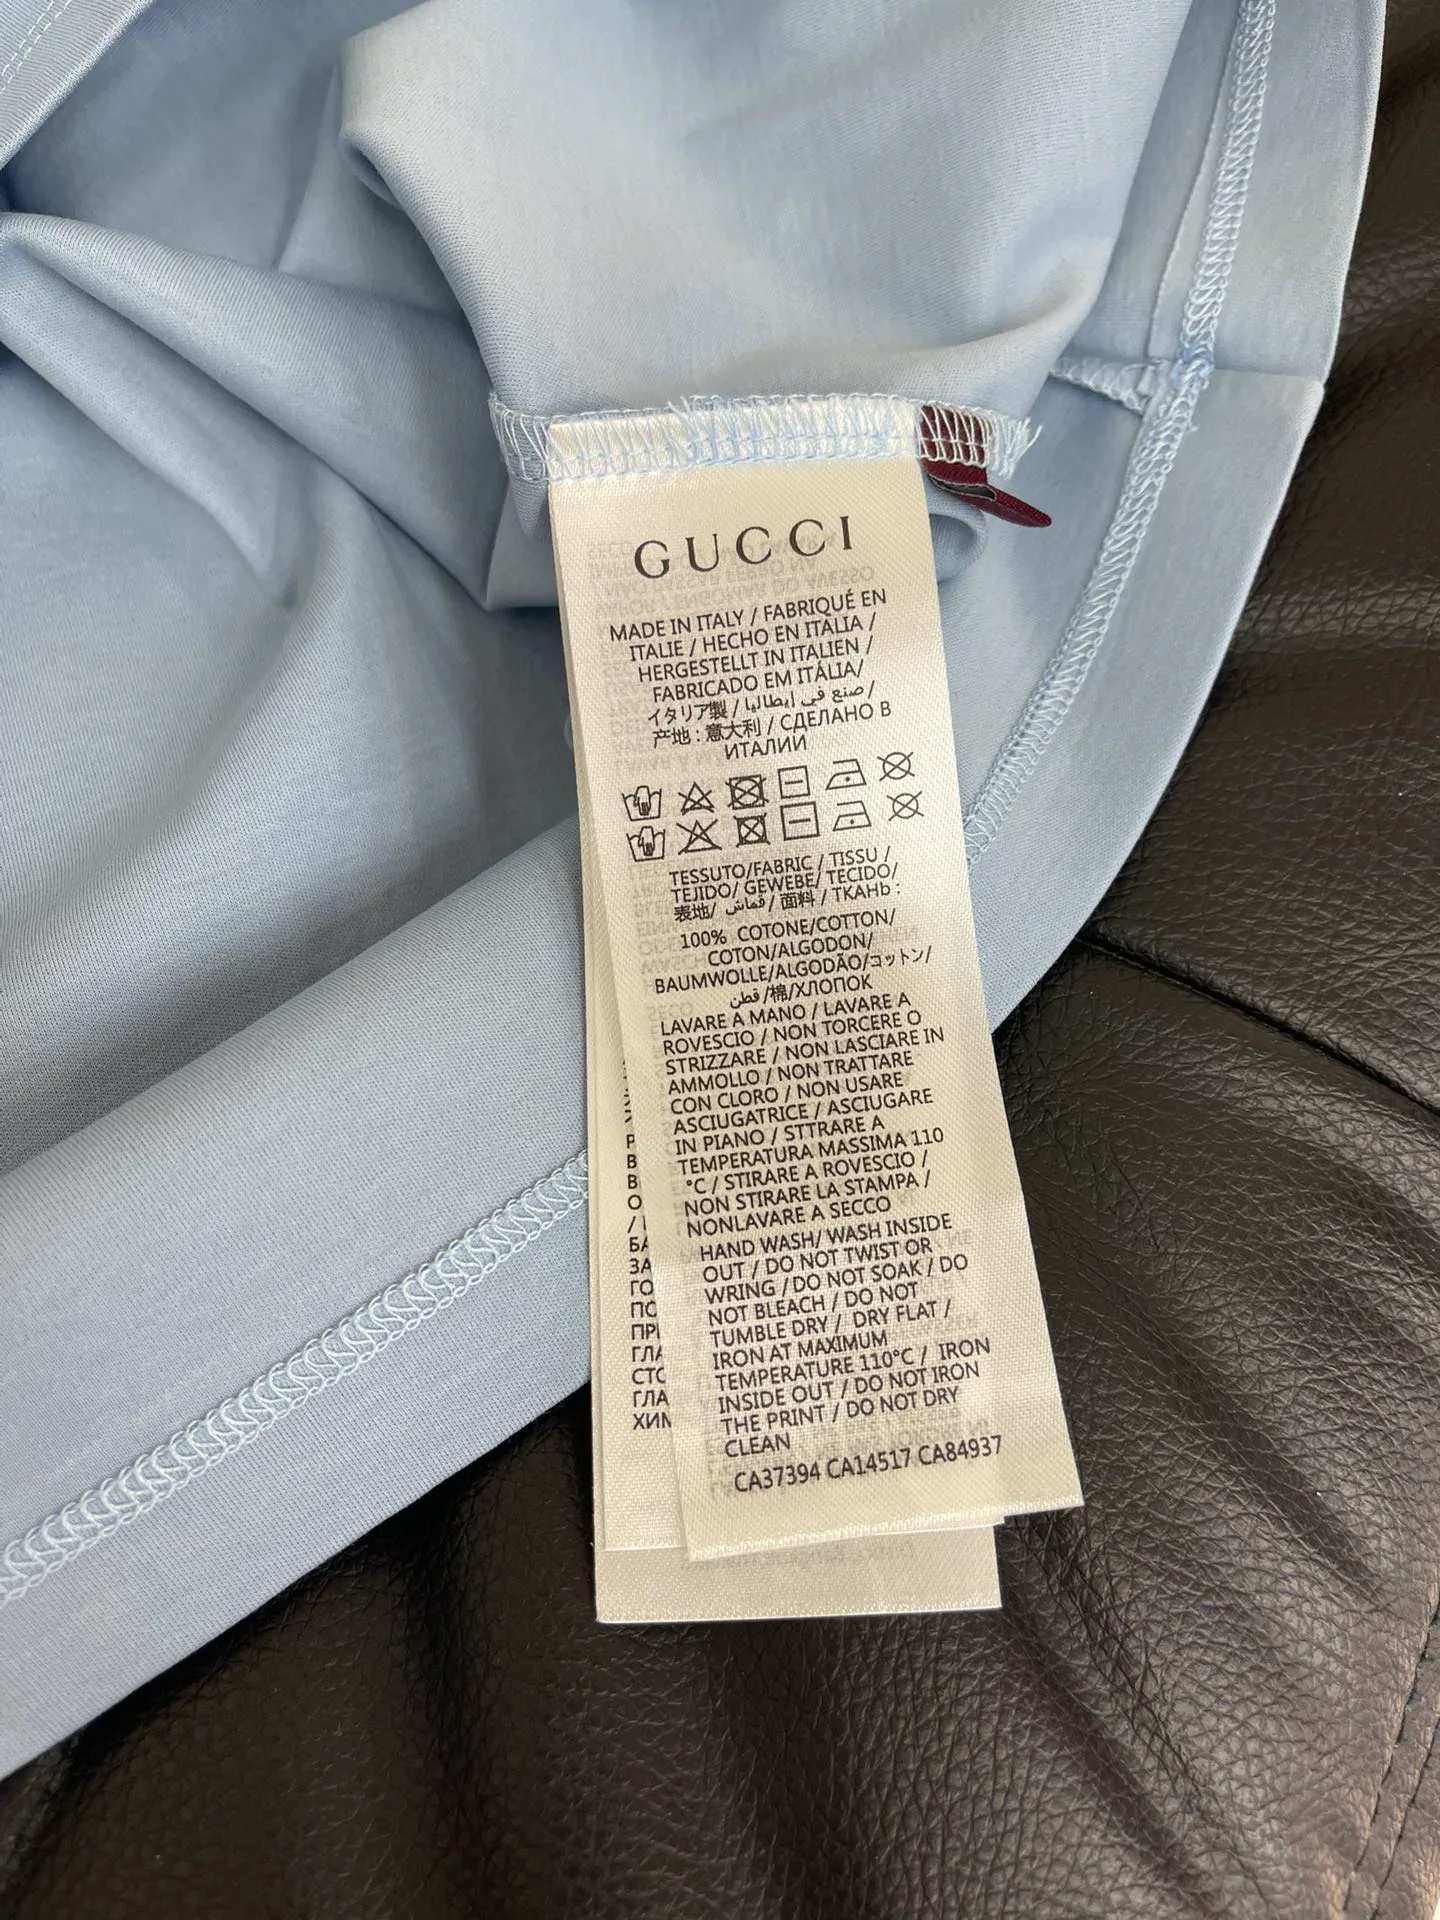 GUCCI
MADE IN ITALY / FABRIQUÉ EN
ITALIE / HECHO EN ITALIA /
HERGESTELLT IN ITALIEN /
FABRICADO EM ITÁLIA/
イタリア製 / صنع في إيطاليا /
产地 : 意大利 / СДЕЛАНО В
ИТАЛИИ
TESSUTO/FABRIC / TISSU /
TEJIDO/ GEWEBE/ TECIDO/
表地/ قماش / 面料 / TKAHb :
100% COTONE/COTTON/
COTON/ALGODON/
BAUMWOLLE/ALGODÃO/コットン/
قطن /棉/ХЛОПОК
LAVARE A MANO / LAVARE A
ROVESCIO / NON TORCERE O
STRIZZARE / NON LASCIARE IN
AMMOLLO / NON TRATTARE
CON CLORO / NON USARE
ASCIUGATRICE / ASCIUGARE
IN PIANO / STTRARE A
TEMPERATURA MASSIMA 110
°C / STIRARE A ROVESCIO /
NON STIRARE LA STAMPA /
NONLAVARE A SECCO
HAND WASH/ WASH INSIDE
OUT / DO NOT TWIST OR
WRING / DO NOT SOAK / DO
NOT BLEACH / DO NOT
TUMBLE DRY / DRY FLAT /
IRON AT MAXIMUM
TEMPERATURE 110°C / IRON
INSIDE OUT / DO NOT IRON
THE PRINT / DO NOT DRY
CLEAN
CA37394 CA14517 CA84937